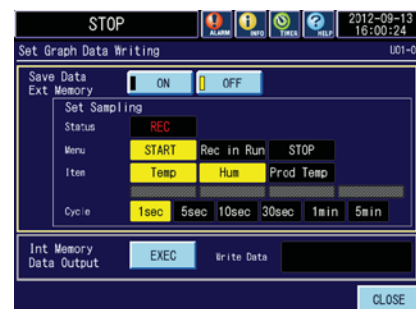 STOP ALARM INFO TIMER HELP 2012-09-13
16:00:24
Set Graph Data Writing U01-0
Save Data
Ext Memory ON OFF
Set Sampling
Status REC
Menu START Rec in Run STOP
Item Temp Hum Prod Temp
Cycle 1sec 5sec 10sec 30sec 1min 5min
Int Memory
Data Output EXEC Write Data
CLOSE